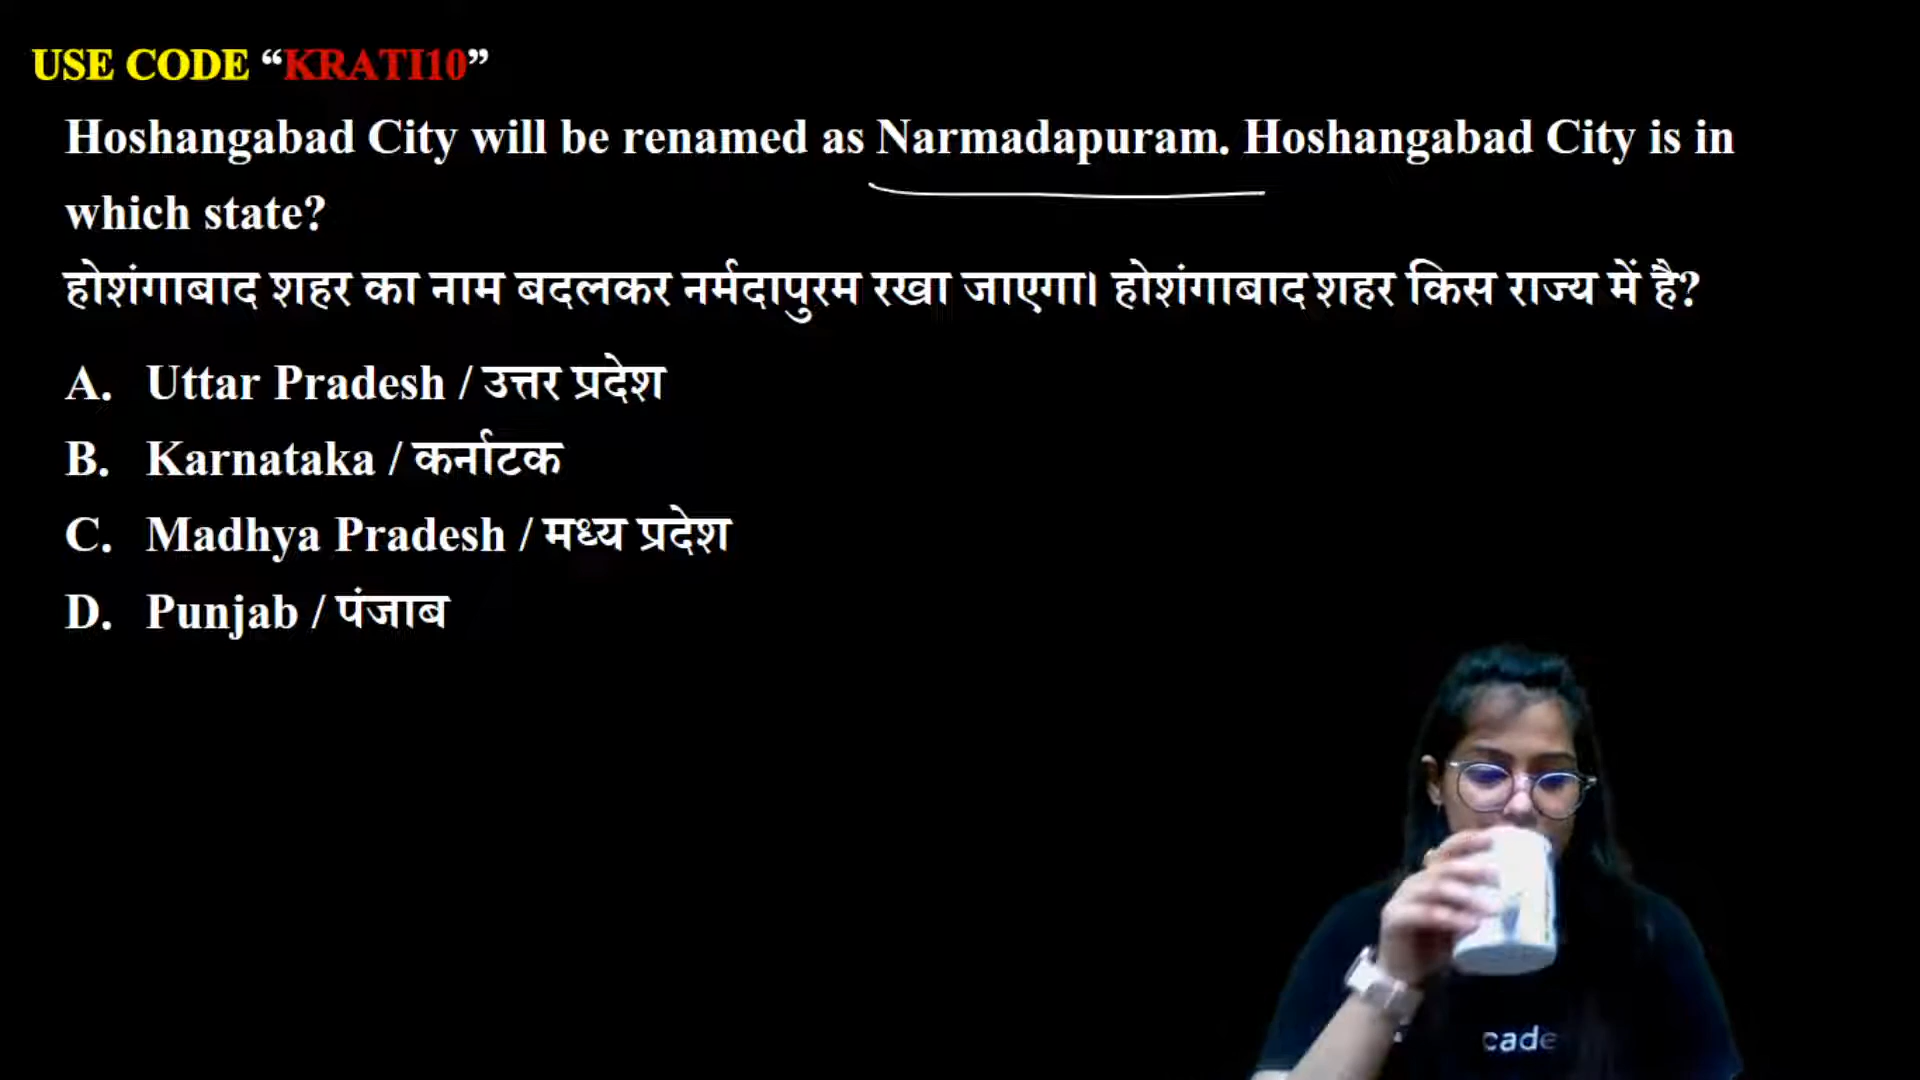 USE CODE “KRATI10”
Hoshangabad City will be renamed as Narmadapuram. Hoshangabad City is in
which state?
होशंगाबाद शहर का नाम बदलकर नर्मदापुरम रखा जाएगा। होशंगाबाद शहर किस राज्य में है?
A. Uttar Pradesh / उत्तर प्रदेश
B. Karnataka / कर्नाटक
C. Madhya Pradesh / मध्य प्रदेश
D. Punjab / पंजाब
cade